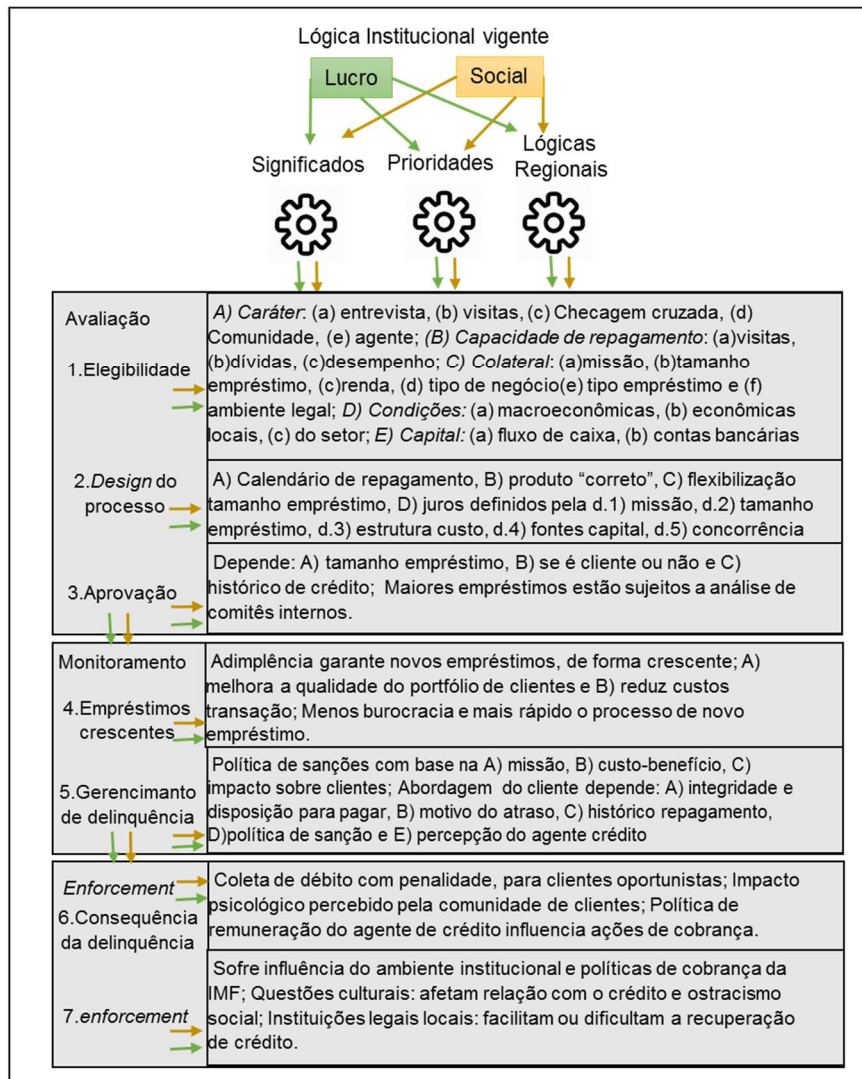 Lógica Institucional vigente
Lucro
Social
Significados
Prioridades
Lógicas
Regionais
Avaliação
1.Elegibilidade
A) Caráter: (a) entrevista, (b) visitas, (c) Checagem cruzada, (d)
Comunidade, (e) agente; (B) Capacidade de repagamento: (a)visitas,
(b)dívidas, (c)desempenho; C) Colateral: (a)missão, (b)tamanho
empréstimo, (c)renda, (d) tipo de negócio(e) tipo empréstimo e (f)
ambiente legal; D) Condições: (a) macroeconômicas, (b) econômicas
locais, (c) do setor; E) Capital: (a) fluxo de caixa, (b) contas bancárias
2.Design do
processo
A) Calendário de repagamento, B) produto “correto”, C) flexibilização
tamanho empréstimo, D) juros definidos pela d.1) missão, d.2) tamanho
empréstimo, d.3) estrutura custo, d.4) fontes capital, d.5) concorrência
3.Aprovação
Depende: A) tamanho empréstimo, B) se é cliente ou não e C)
histórico de crédito; Maiores empréstimos estão sujeitos a análise de
comitês internos.
Monitoramento
4.Empréstimos
crescentes
Adimplência garante novos empréstimos, de forma crescente; A)
melhora a qualidade do portfólio de clientes e B) reduz custos
transação; Menos burocracia e mais rápido o processo de novo
empréstimo.
5.Gerencimanto
de delinquência
Política de sanções com base na A) missão, B) custo-benefício, C)
impacto sobre clientes; Abordagem do cliente depende: A) integridade e
disposição para pagar, B) motivo do atraso, C) histórico repagamento,
D)política de sanção e E) percepção do agente crédito
Enforcement
6.Consequência
da delinquência
Coleta de débito com penalidade, para clientes oportunistas; Impacto
psicológico percebido pela comunidade de clientes; Política de
remuneração do agente de crédito influencia ações de cobrança.
7.enforcement
Sofre influência do ambiente institucional e políticas de cobrança da
IMF; Questões culturais: afetam relação com o crédito e ostracismo
social; Instituições legais locais: facilitam ou dificultam a recuperação
de crédito.